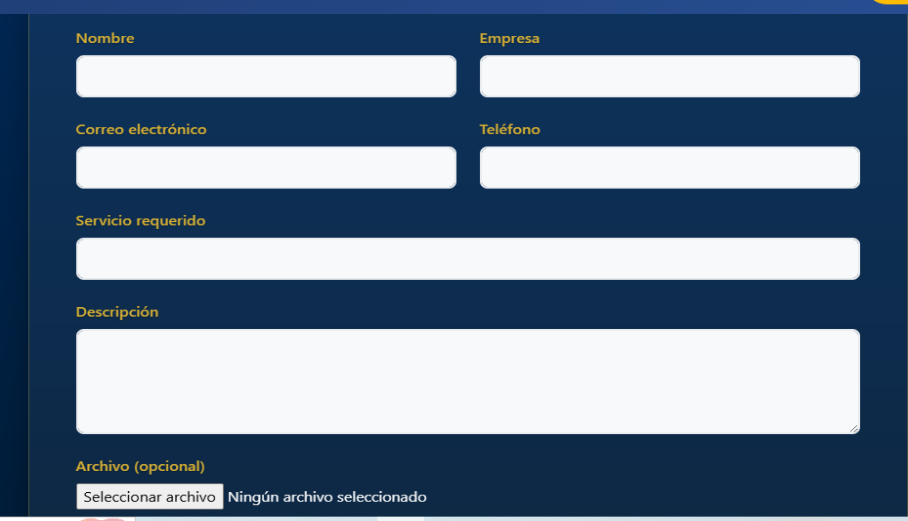 Nombre
Empresa
Correo electrónico
Teléfono
Servicio requerido
Descripción
Archivo (opcional)
Seleccionar archivo Ningún archivo seleccionado